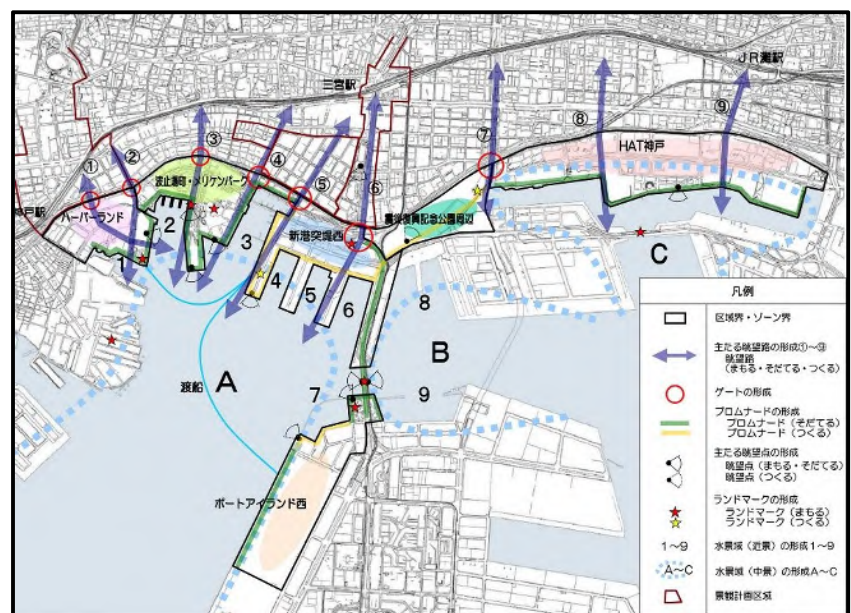 JR灘駅
三宮駅
⑦
⑧
⑨
③
HAT神戸
②
④
①
波止場町・メリケンパーク
⑤
⑥
神戸駅
ハーバーランド
2
震災復興記念公園周辺
新港突堤西
3
1
C
4
5
6
8
B
渡船
A
7
9
ポートアイランド西
凡例
区域界・ゾーン界
主たる眺望路の形成①～⑨
眺望路
(まもる・そだてる・つくる)
ゲートの形成
プロムナードの形成
プロムナード(そだてる)
プロムナード(つくる)
主たる眺望点の形成
眺望点(まもる・そだてる)
眺望点(つくる)
ランドマークの形成
ランドマーク(まもる)
ランドマーク(つくる)
1～9 水景域(近景)の形成1～9
A～C 水景域(中景)の形成A～C
景観計画区域